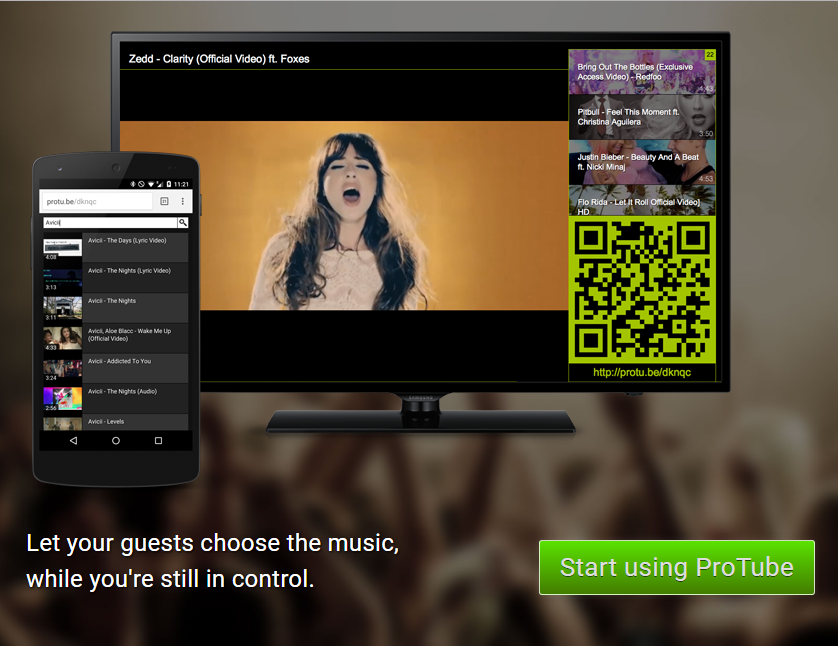 Zedd - Clarity (Official Video) ft. Foxes
22
Bring Out The Bottles (Exclusive
Access Video) - Redfoo
4:43
Pitbull - Feel This Moment ft.
Christina Aguilera
3:50
Justin Bieber - Beauty And A Beat
ft. Nicki Minaj
4:53
Flo Rida - Let It Roll Official Video]
HD
http://protu.be/dknqc
SAMSUNG
11:21
protu.be/dknqc
Avicii
Avicii - The Days (Lyric Video)
4:08
Avicii - The Nights (Lyric Video)
3:13
Avicii - The Nights
3:11
Avicii, Aloe Blacc - Wake Me Up
(Official Video)
4:33
Avicii - Addicted To You
3:24
Avicii - The Nights (Audio)
2:56
Avicii - Levels
Let your guests choose the music,
while you're still in control.
Start using ProTube